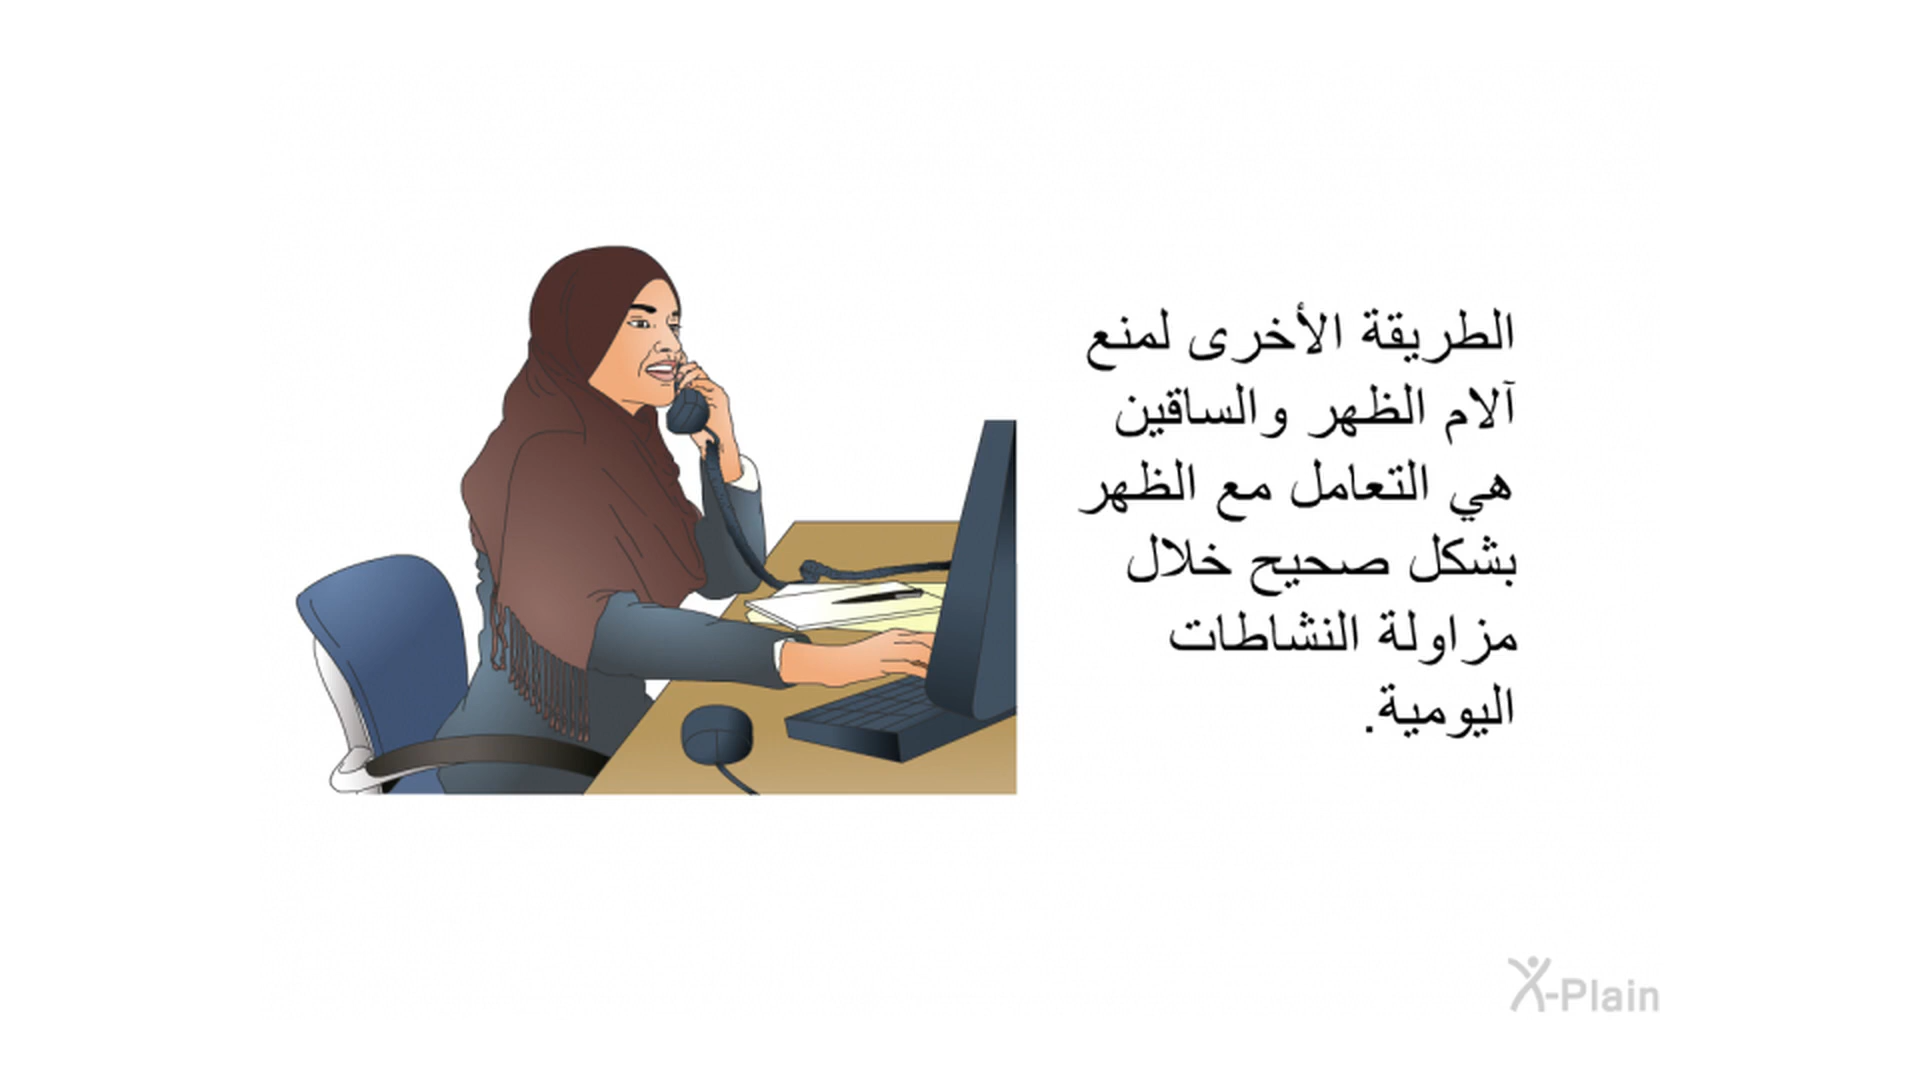 الطريقة الأخرى لمنع
آلام الظهر والساقين
هي التعامل مع الظهر
بشكل صحيح خلال
مزاولة النشاطات
اليومية.
X-Plain